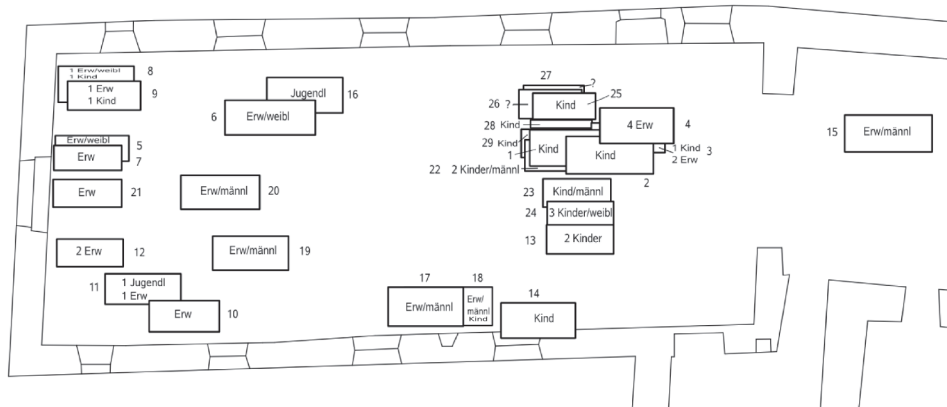 1 Erw/weibl
1 Kind
8
1 Erw
1 Kind
9
Jugendl
16
6
Erw/weibl
27
?
26 ?
Kind
25
28 Kind
4 Erw
4
15
Erw/männl
Erw/weibl
5
Erw
7
29 Kind
1
Kind
Kind
1 Kind
2 Erw
3
22
2 Kinder/männl
2
Erw
21
Erw/männl
20
23
Kind/männl
24
3 Kinder/weibl
13
2 Kinder
2 Erw
12
Erw/männl
19
11
1 Jugendl
1 Erw
Erw
10
17
Erw/männl
18
Erw/
männl
Kind
14
Kind